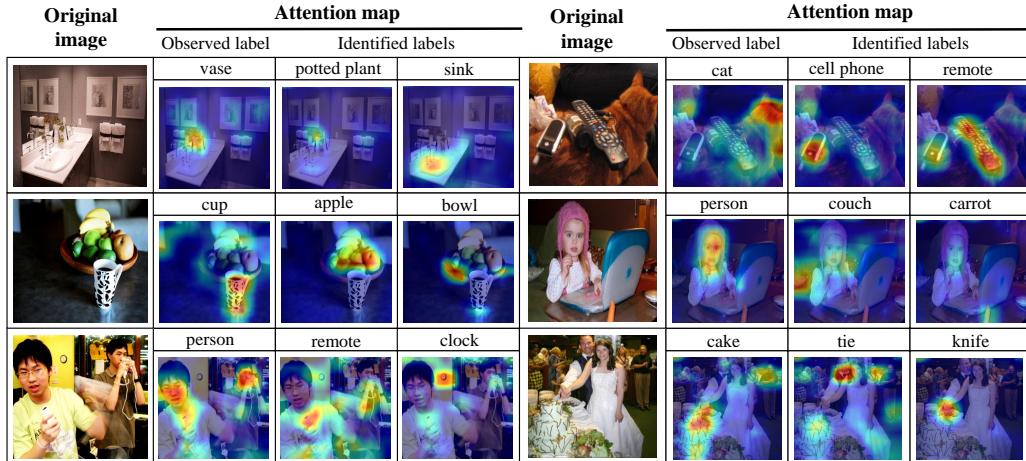 Original image Attention map Original image Attention map
Observed label Identified labels Observed label Identified labels
vase potted plant sink cat cell phone remote
cup apple bowl person couch carrot
person remote clock cake tie knife